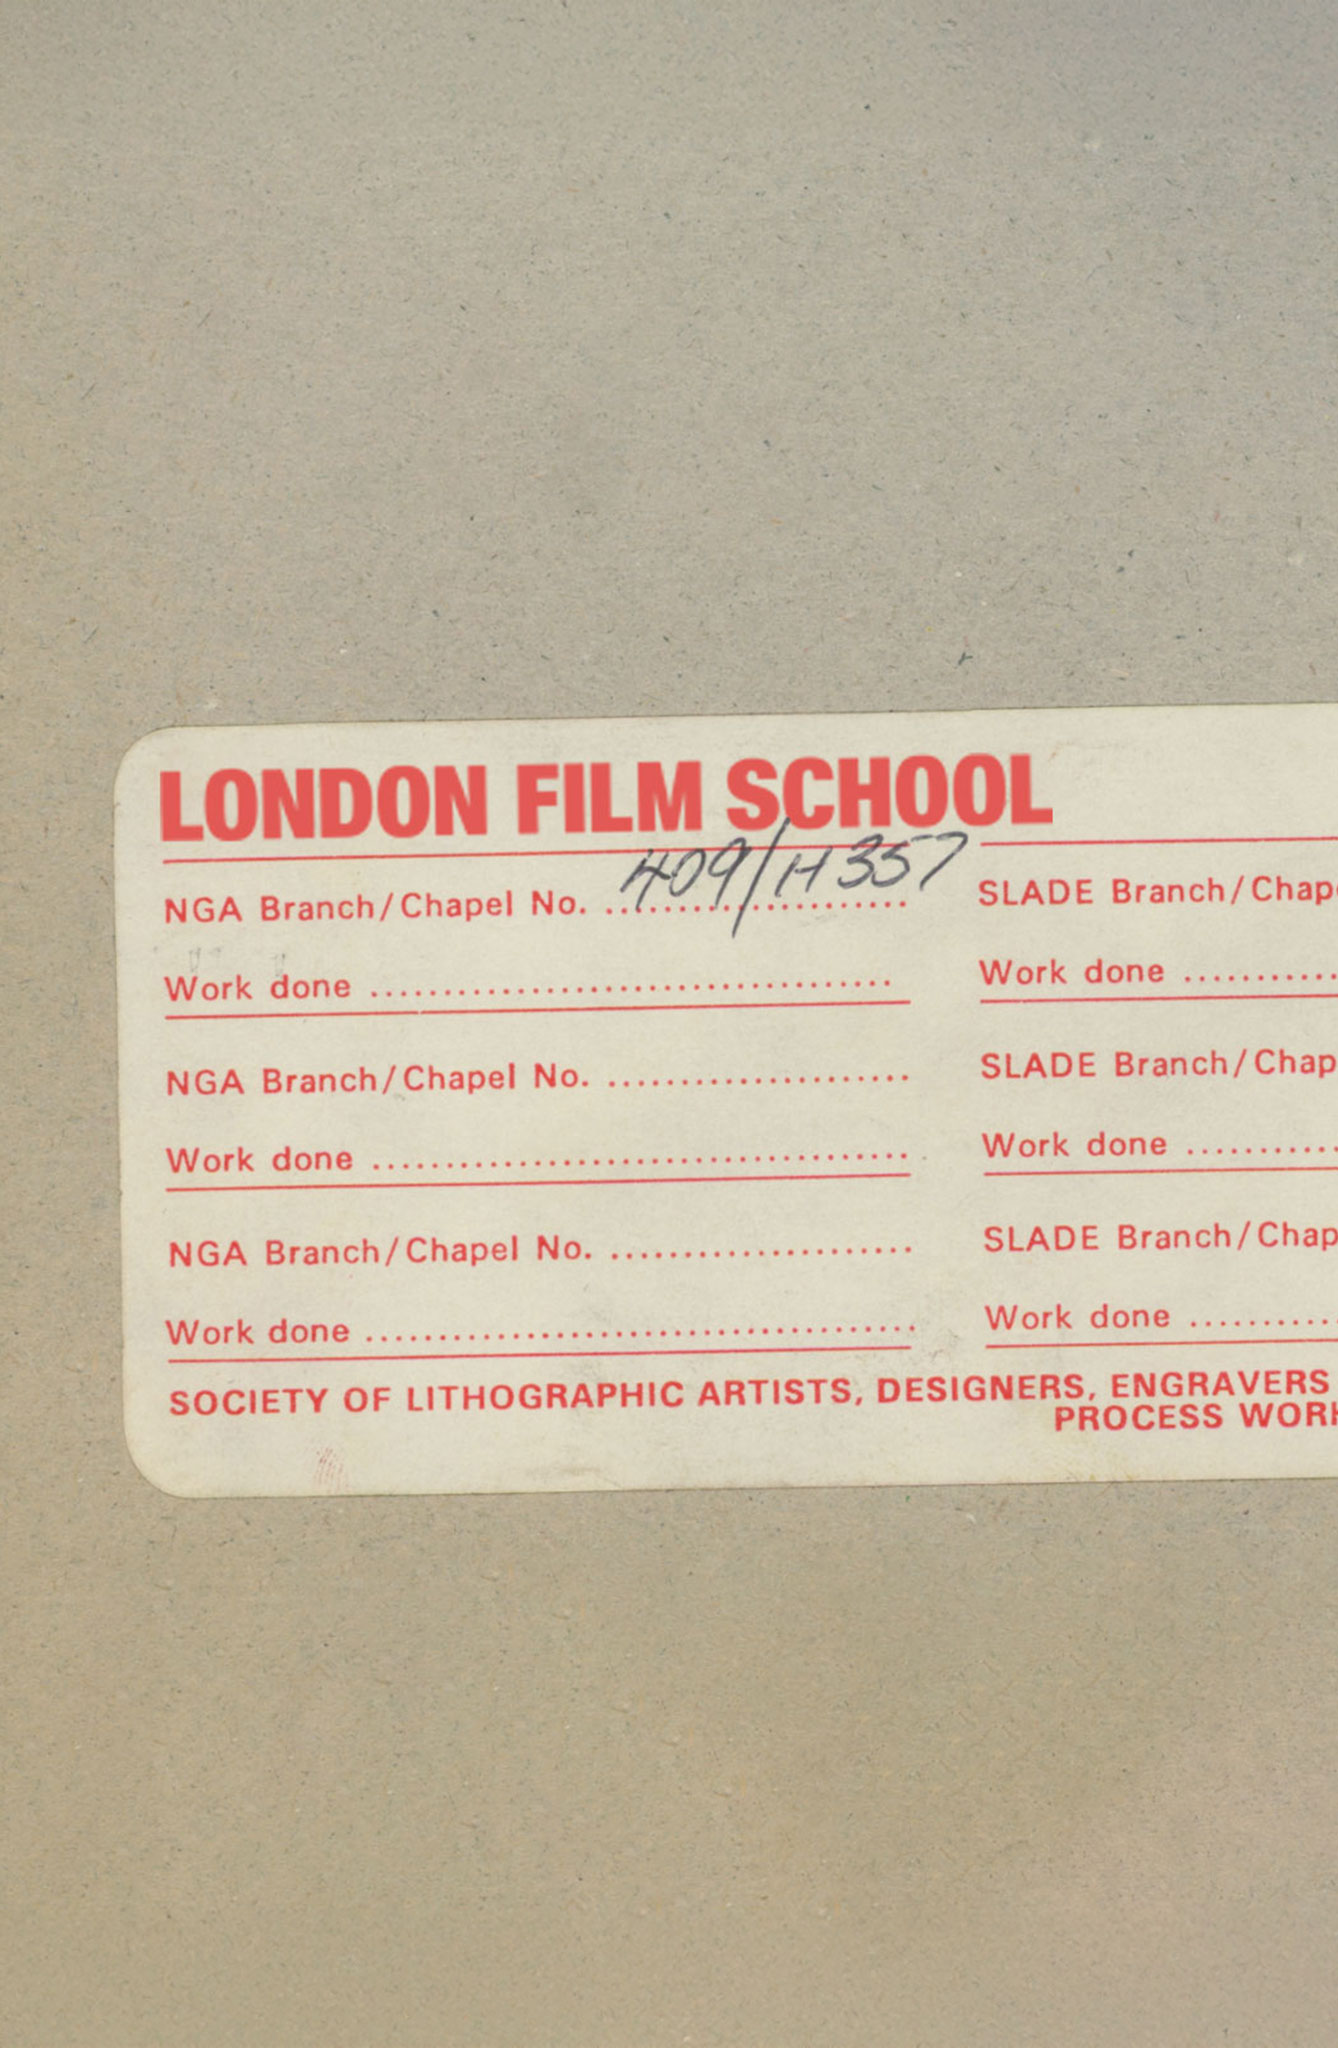 LONDON FILM SCHOOL
NGA Branch/Chapel No. .................... 409/H357
SLADE Branch/Chap
Work done ....................................
Work done ...........
NGA Branch/Chapel No. .....................
SLADE Branch/Chap
Work done .....................................
Work done ...........
NGA Branch/Chapel No. .....................
SLADE Branch/Chap
Work done ......................................
Work done ...........
SOCIETY OF LITHOGRAPHIC ARTISTS, DESIGNERS, ENGRAVERS
PROCESS WORK